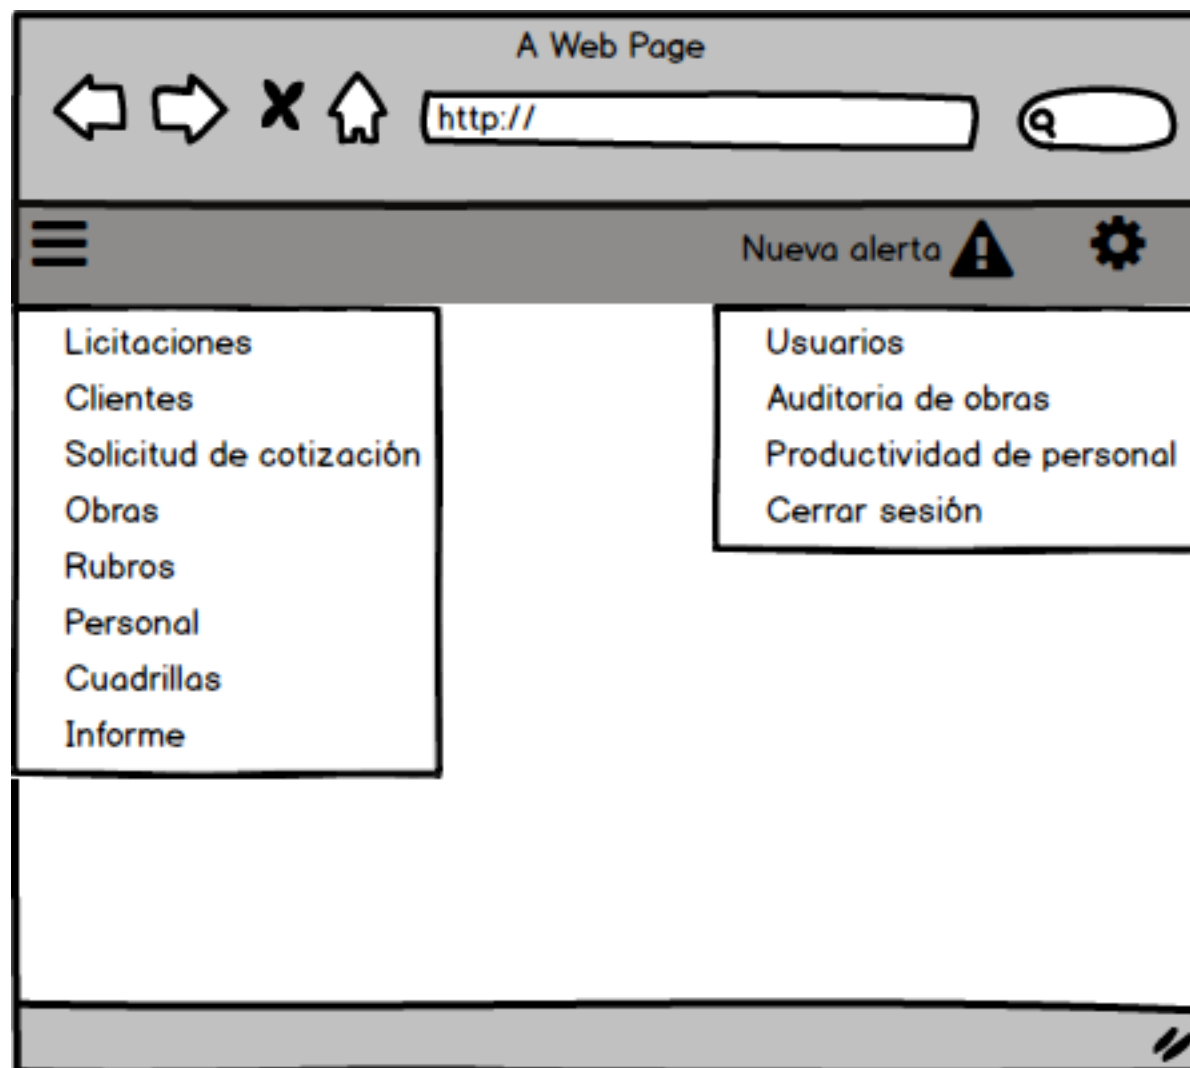 A Web Page
http://
Nueva alerta
Licitaciones
Clientes
Solicitud de cotización
Obras
Rubros
Personal
Cuadrillas
Informe
Usuarios
Auditoria de obras
Productividad de personal
Cerrar sesión